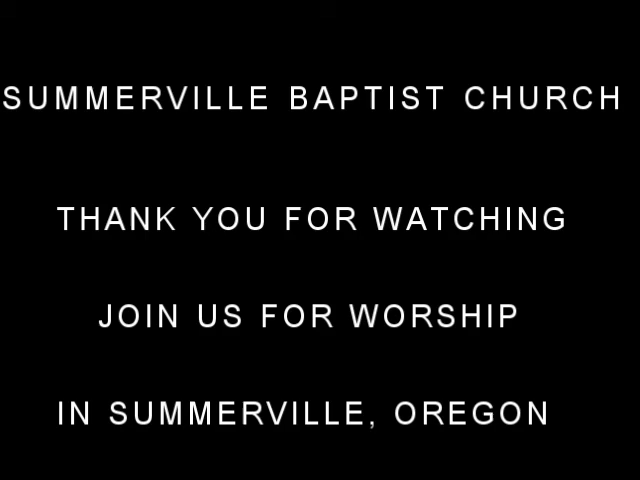 SUMMERVILLE BAPTIST CHURCH
THANK YOU FOR WATCHING
JOIN US FOR WORSHIP
IN SUMMERVILLE, OREGON